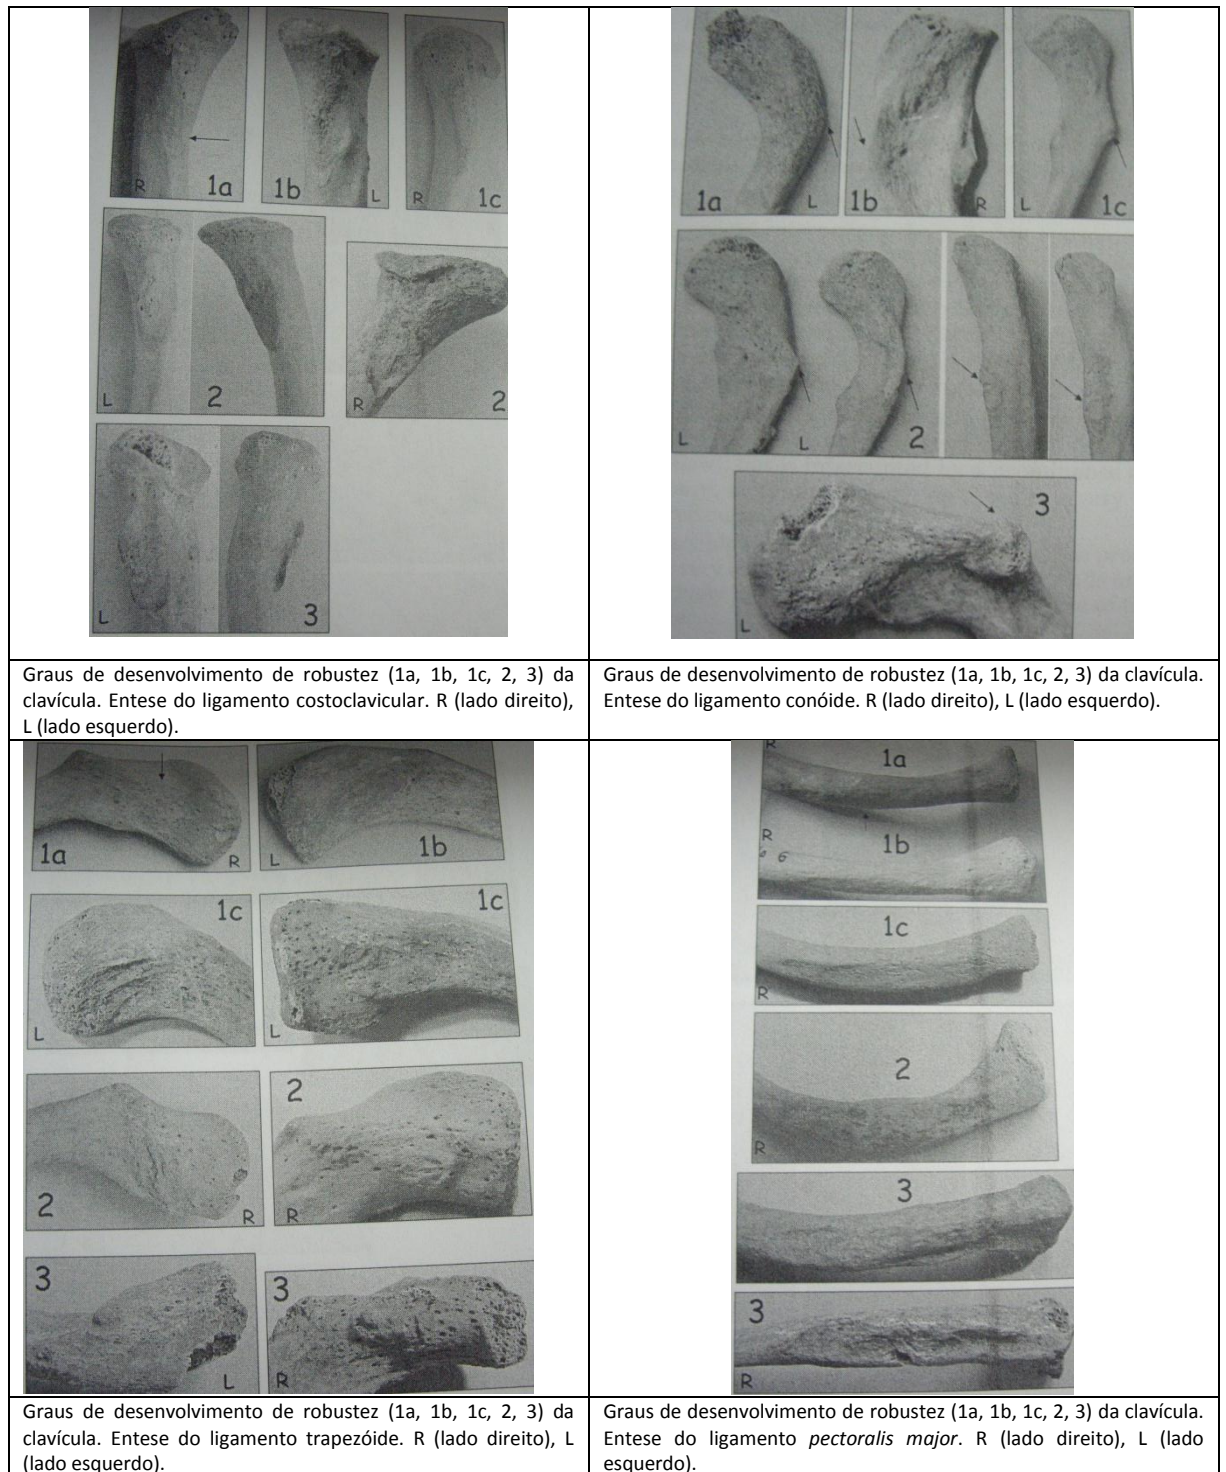 R 1a
1b L
R 1c
L 2
R 2
L 3
1a L
1b R
L 1c
L L 2
3
L
Graus de desenvolvimento de robustez (1a, 1b, 1c, 2, 3) da
clavícula. Entese do ligamento costoclavicular. R (lado direito),
L (lado esquerdo).
Graus de desenvolvimento de robustez (1a, 1b, 1c, 2, 3) da clavícula.
Entese do ligamento conóide. R (lado direito), L (lado esquerdo).
1a R
L 1b
1c
L
1c
L
2 R
2
R
3
L
3
R
R
1a
R
1b
6 6
1c
R
2
R
3
3
R
Graus de desenvolvimento de robustez (1a, 1b, 1c, 2, 3) da
clavícula. Entese do ligamento trapezóide. R (lado direito), L
(lado esquerdo).
Graus de desenvolvimento de robustez (1a, 1b, 1c, 2, 3) da clavícula.
Entese do ligamento pectoralis major. R (lado direito), L (lado
esquerdo).